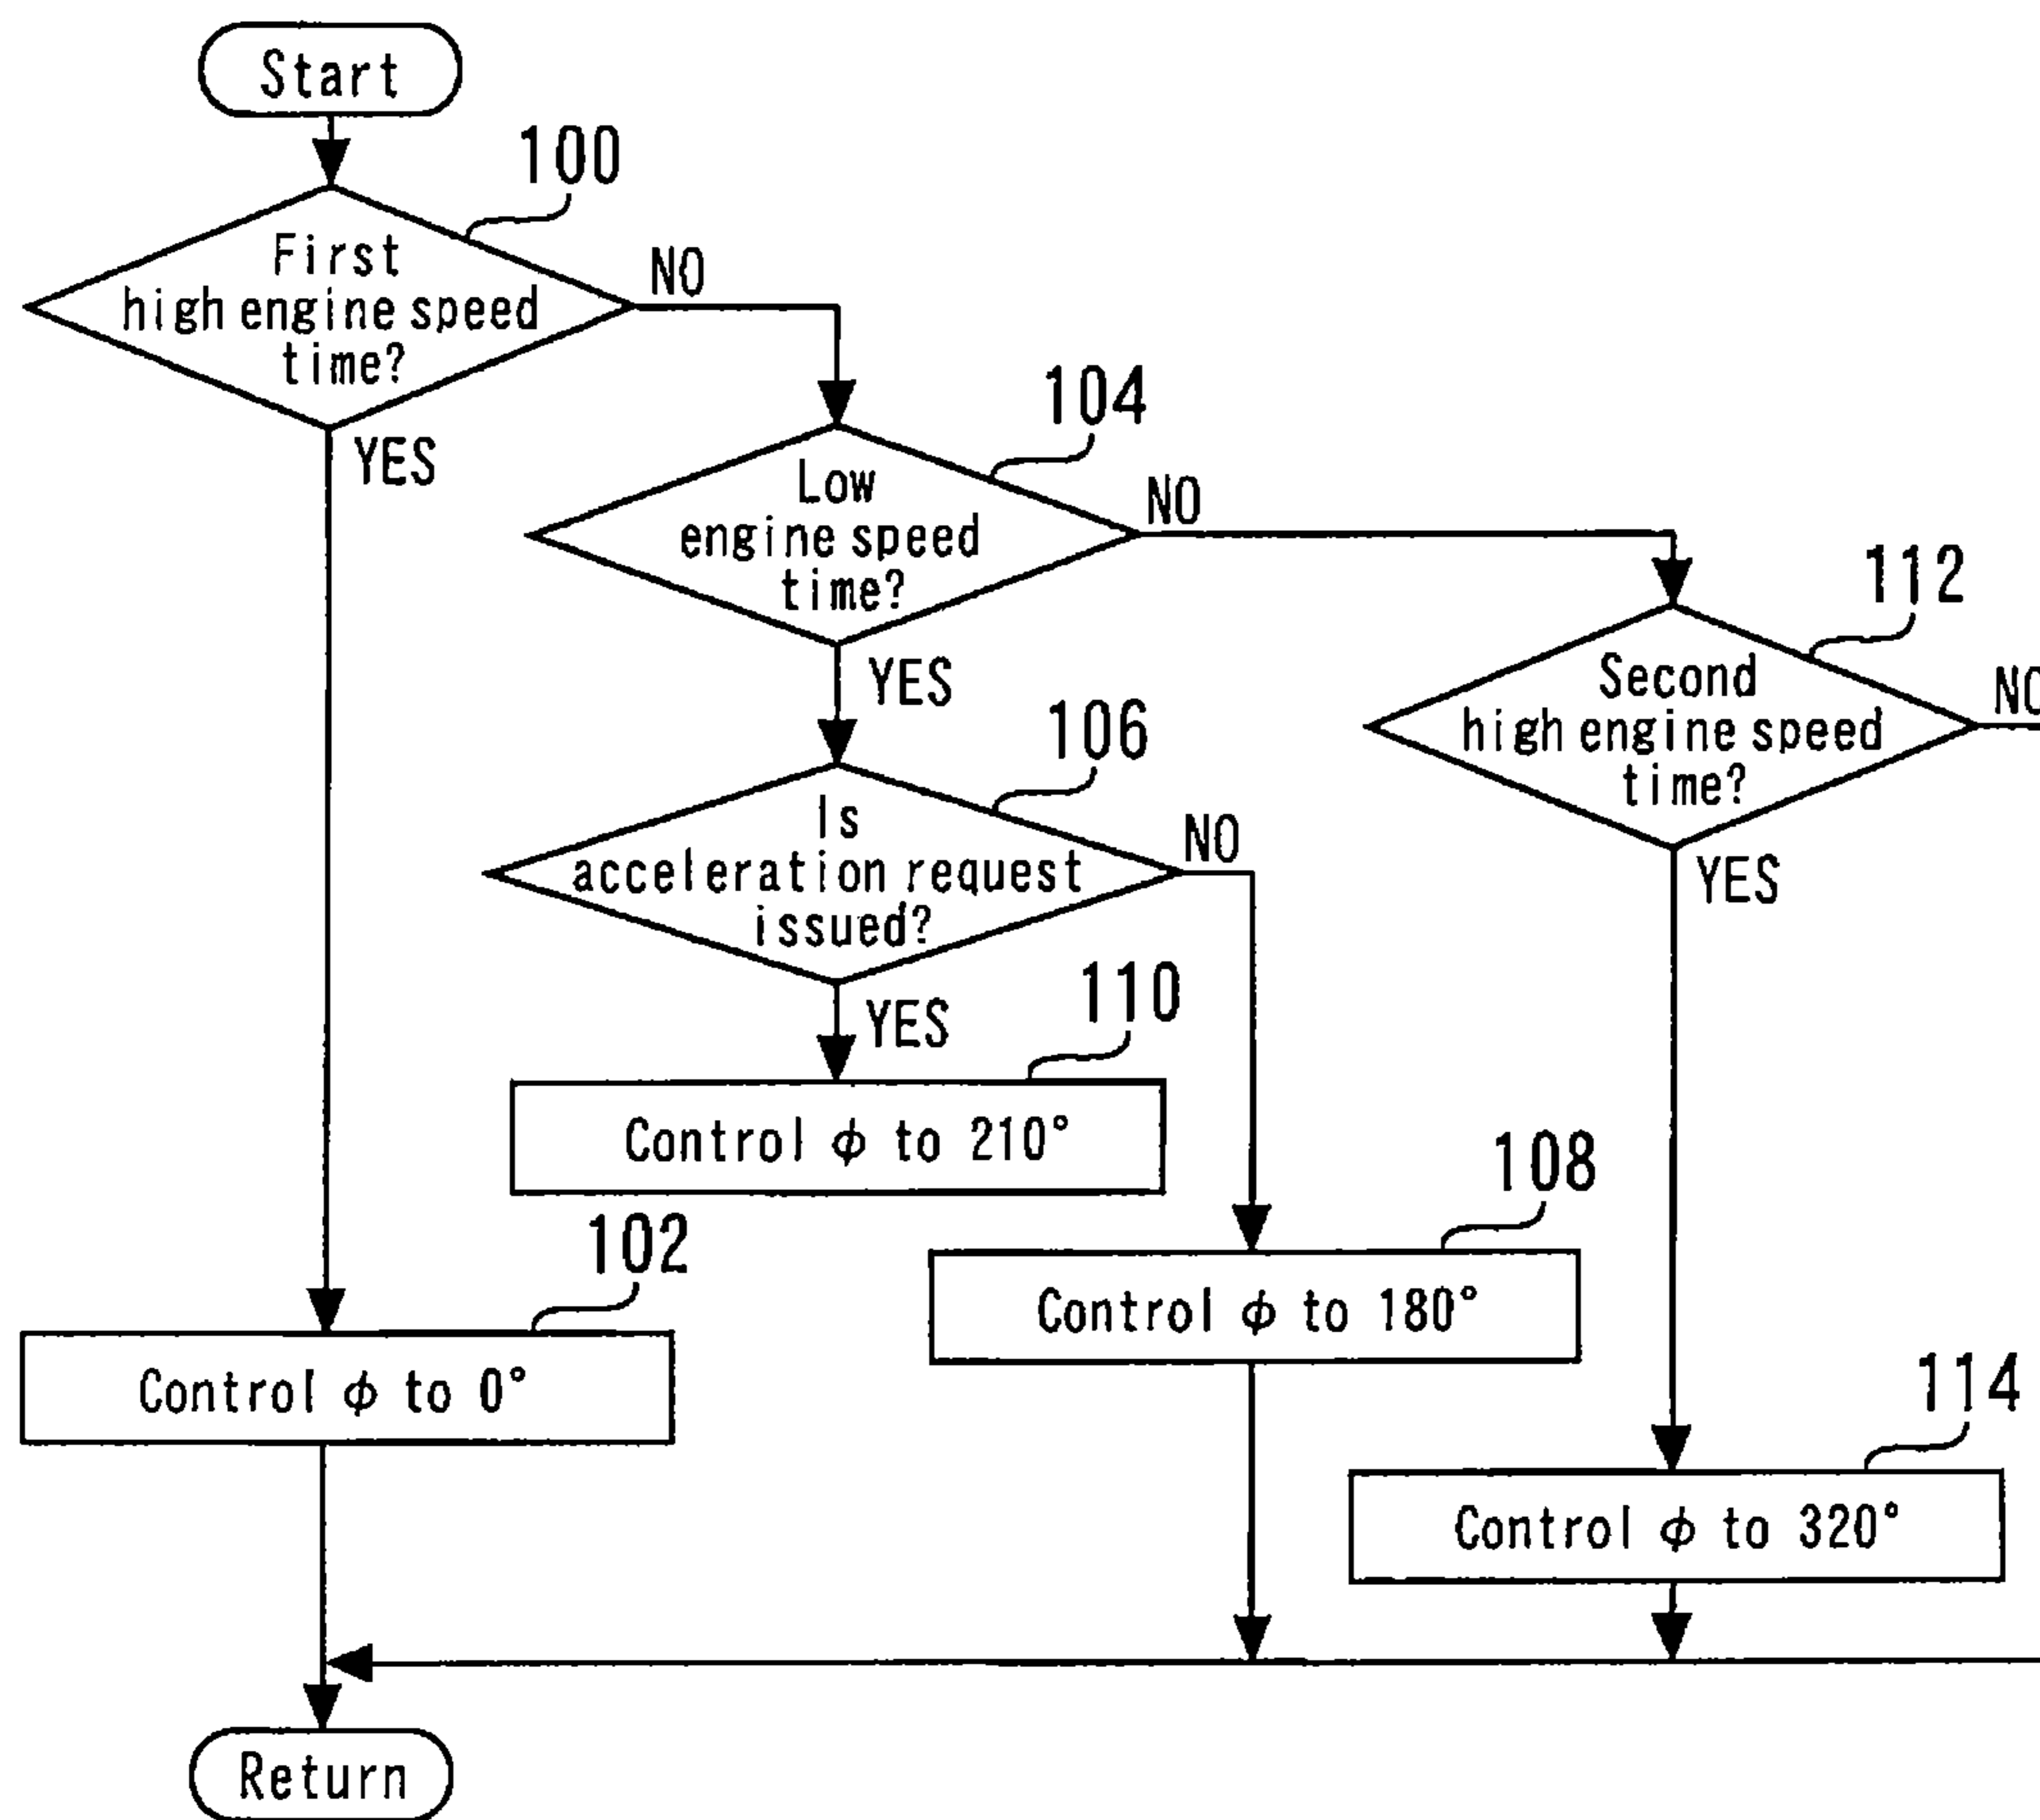 Start
100
First
high engine speed
time?
NO
YES
104
Low
engine speed
time?
NO
YES
112
Second
high engine speed
time?
NO
YES
106
Is
acceleration request
issued?
NO
YES
110
Control ϕ to 210°
108
Control ϕ to 180°
102
Control ϕ to 0°
114
Control ϕ to 320°
Return